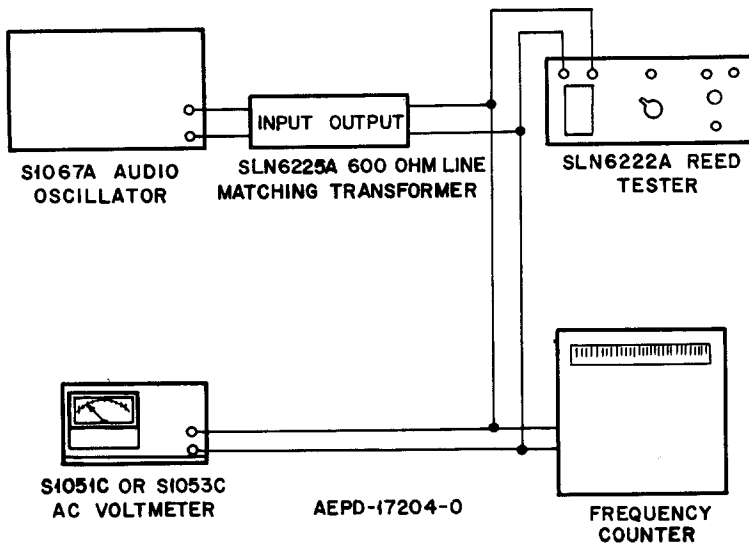 INPUT OUTPUT
S1067A AUDIO
OSCILLATOR
SLN6225A 600 OHM LINE
MATCHING TRANSFORMER
SLN6222A REED
TESTER
S1051C OR S1053C
AC VOLTMETER
AEPD-17204-O
FREQUENCY
COUNTER